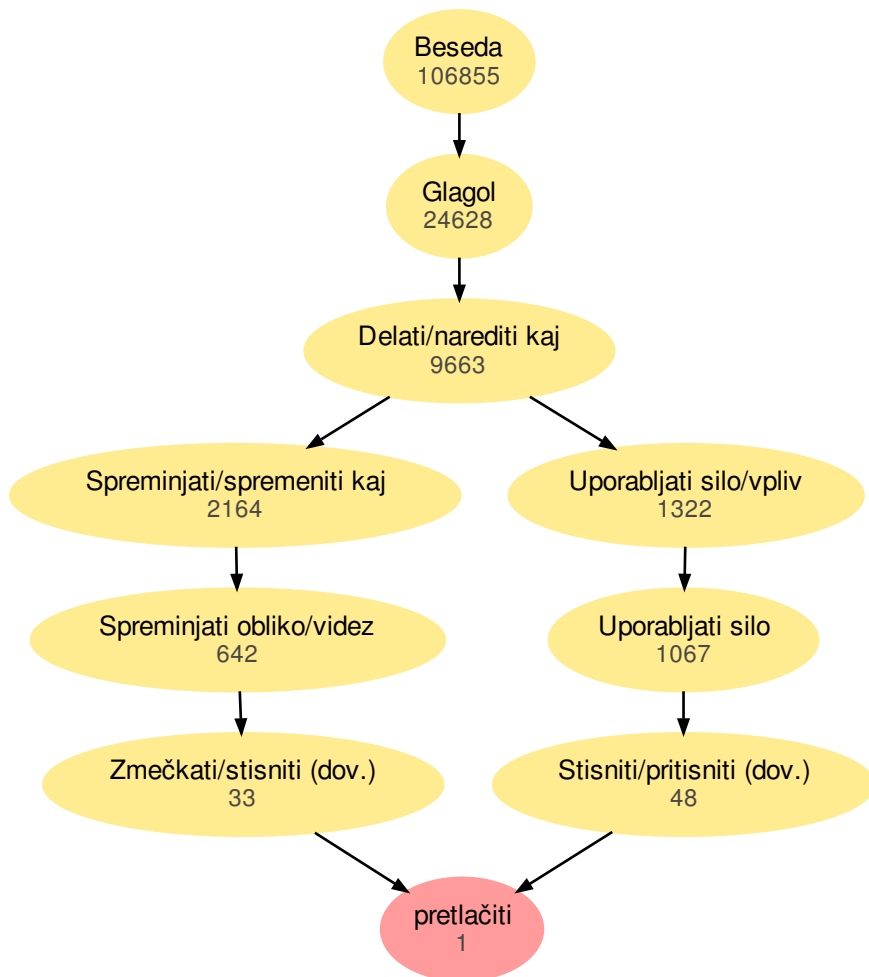 Beseda
106855
Glagol
24628
Delati/narediti kaj
9663
Spreminjati/spremeniti kaj
2164
Uporabljati silo/vpliv
1322
Spreminjati obliko/videz
642
Uporabljati silo
1067
Zmečkati/stisniti (dov.)
33
Stisniti/pritisniti (dov.)
48
pretlačiti
1